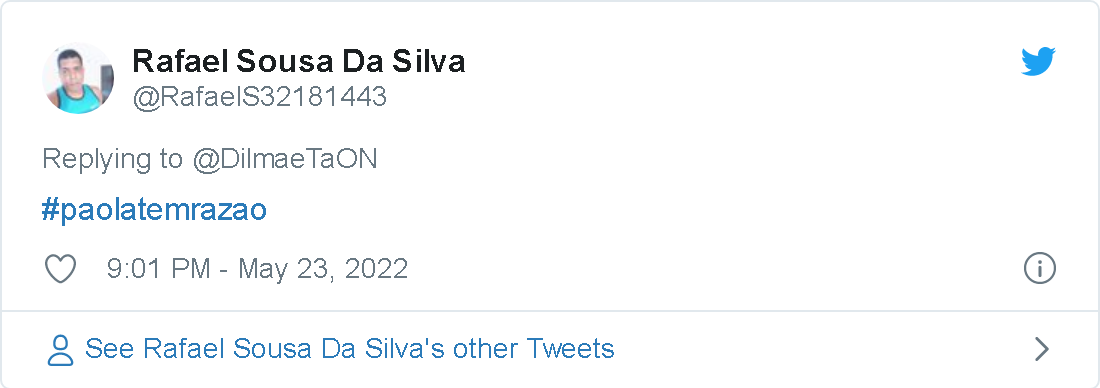 Rafael Sousa Da Silva
@RafaelS32181443
Replying to @DilmaeTaON
#paolatemrazao
9:01 PM - May 23, 2022
See Rafael Sousa Da Silva's other Tweets